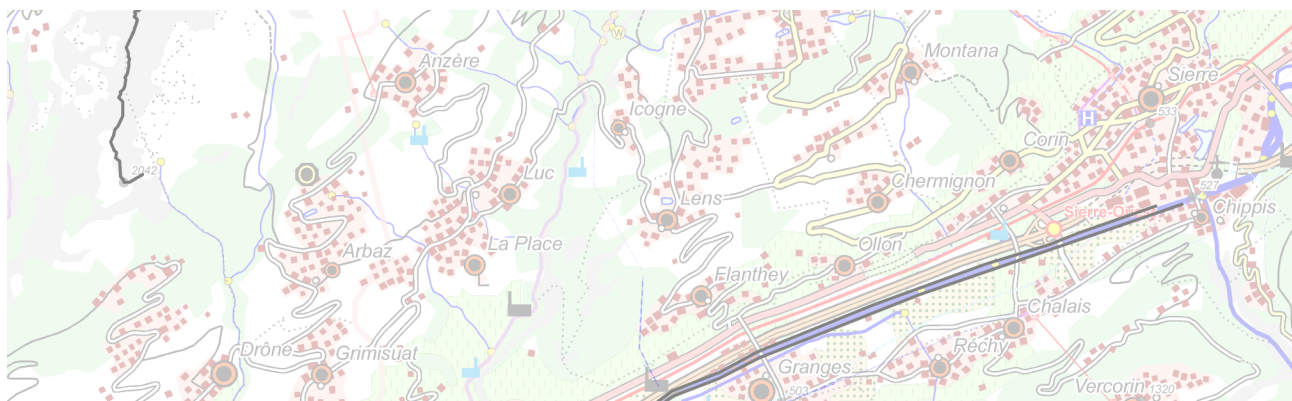 W
Anzère
Montana
Sierre
533
Icogne
H
Corin
2042
Luc
Chermignon
527
Lens
Chippis
Arbaz
La Place
Ollon
Flanthey
Chalais
Drône
Grimisuat
Granges
503
Réchy
Vercorin 1320